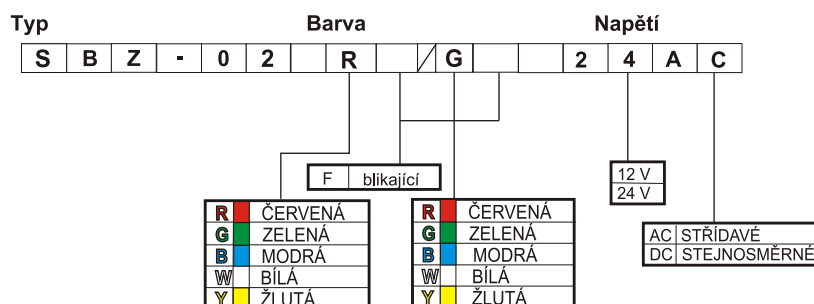 Typ Barva Napětí
S B Z - 0 2 R / G 2 4 A C
F blikající
12 V
24 V
R ČERVENÁ
G ZELENÁ
B MODRÁ
W BÍLÁ
Y ŽLUTÁ
R ČERVENÁ
G ZELENÁ
B MODRÁ
W BÍLÁ
Y ŽLUTÁ
AC STŘÍDAVÉ
DC STEJNOSMĚRNÉ